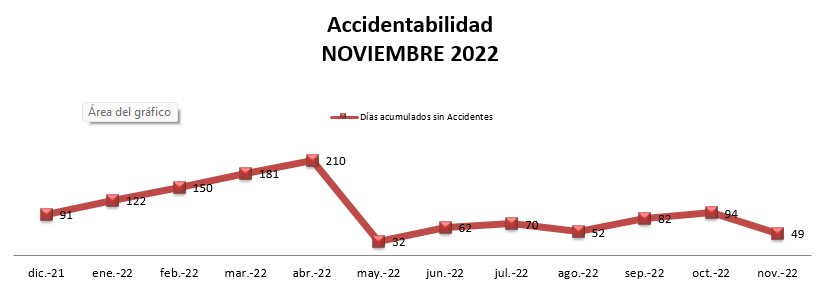 Accidentabilidad
NOVIEMBRE 2022
Área del gráfico
Días acumulados sin Accidentes
91 122 150 181 210 32 62 70 52 82 94 49
dic.-21 ene.-22 feb.-22 mar.-22 abr.-22 may.-22 jun.-22 jul.-22 ago.-22 sep.-22 oct.-22 nov.-22